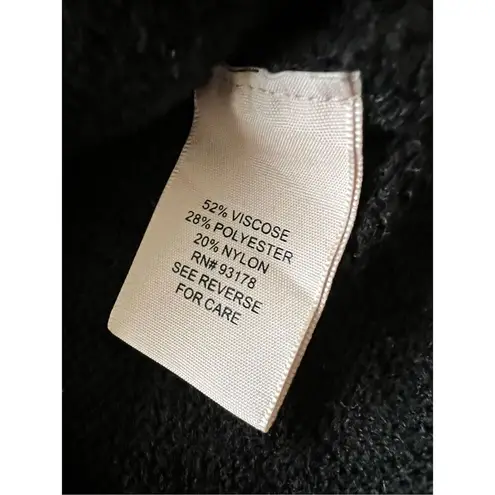 52% VISCOSE
28% POLYESTER
20% NYLON
RN# 93178
SEE REVERSE
FOR CARE